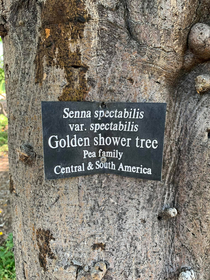 Senna spectabilis
var. spectabilis
Golden shower tree
Pea family
Central & South America